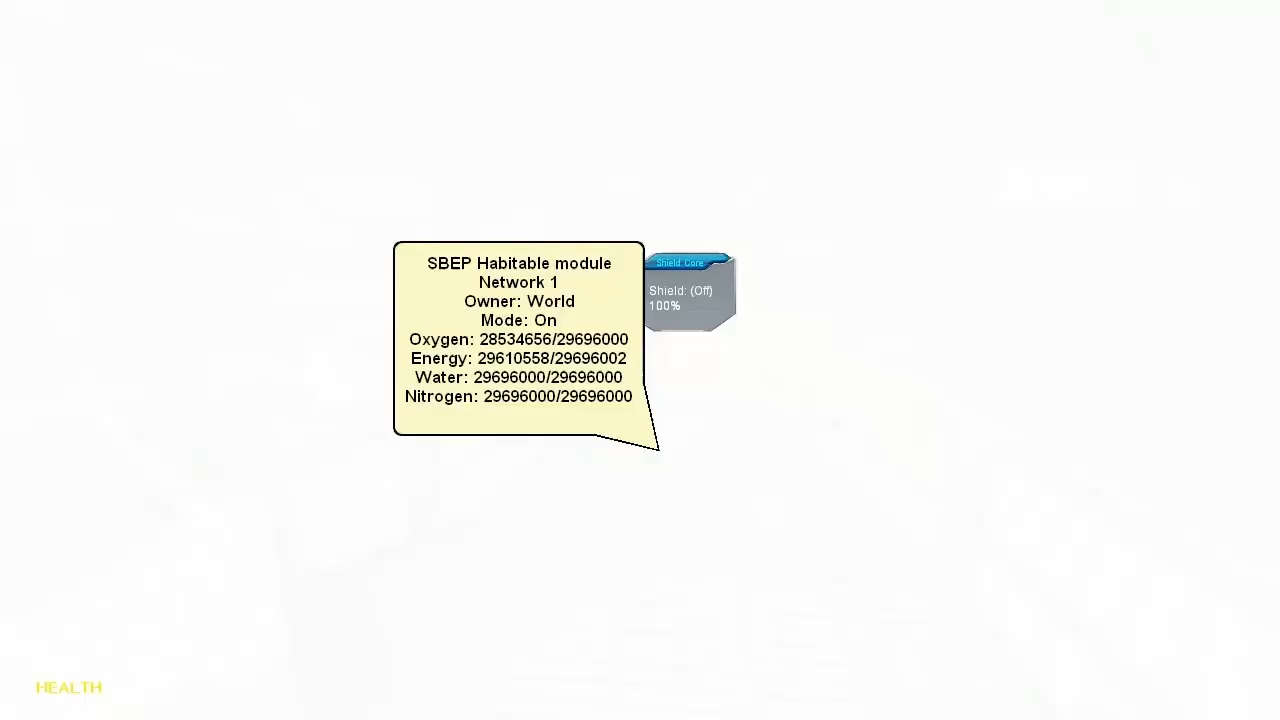 SBEP Habitable module
Network 1
Owner: World
Mode: On
Oxygen: 28534656/29696000
Energy: 29610558/29696002
Water: 29696000/29696000
Nitrogen: 29696000/29696000
Shield Core
Shield: (Off)
100%
HEALTH